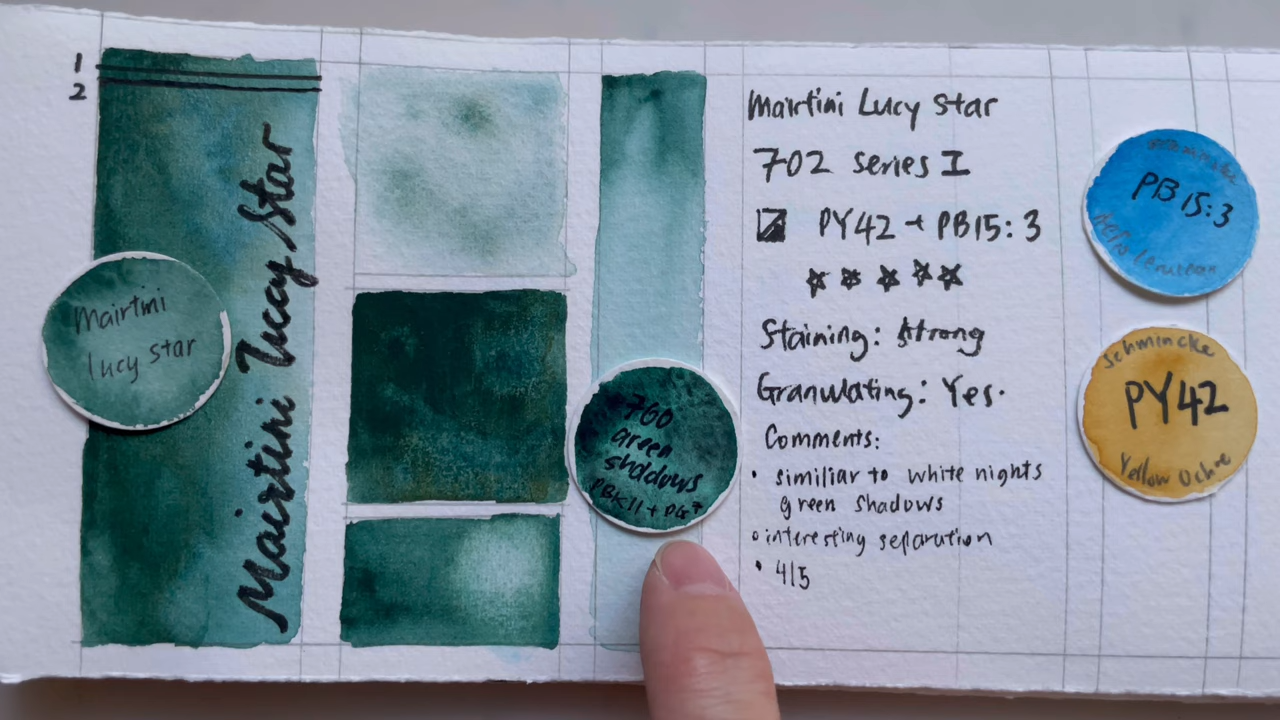 1
2
Mairtini Lucy Star
Mairtini
lucy star
760
green
shadows
PBK11 + PG7
Mairtini Lucy Star
702 series I
PY42 + PB15:3
☆ ☆ ☆ ☆ ☆
Staining: strong
Granulating: Yes.
Comments:
• similiar to white nights
green shadows
• interesting separation
• 4/5
PB15:3
Schmincke
PY42
Yellow Ochre